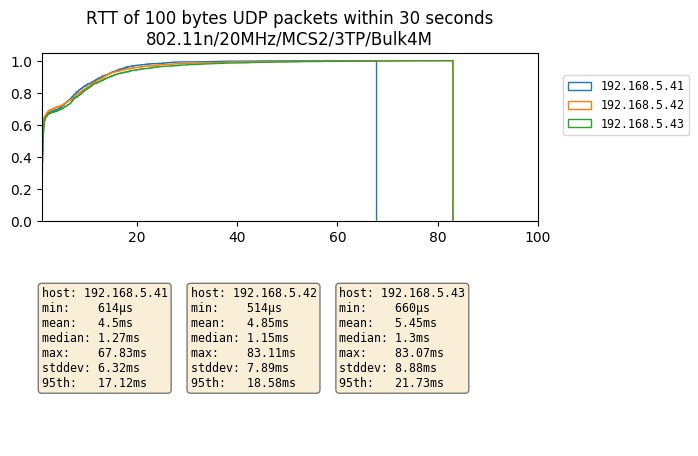 RTT of 100 bytes UDP packets within 30 seconds
802.11n/20MHz/MCS2/3TP/Bulk4M
1.0
0.8
0.6
0.4
0.2
0.0
20 40 60 80 100
192.168.5.41
192.168.5.42
192.168.5.43
host: 192.168.5.41
min: 614µs
mean: 4.5ms
median: 1.27ms
max: 67.83ms
stddev: 6.32ms
95th: 17.12ms
host: 192.168.5.42
min: 514µs
mean: 4.85ms
median: 1.15ms
max: 83.11ms
stddev: 7.89ms
95th: 18.58ms
host: 192.168.5.43
min: 660µs
mean: 5.45ms
median: 1.3ms
max: 83.07ms
stddev: 8.88ms
95th: 21.73ms